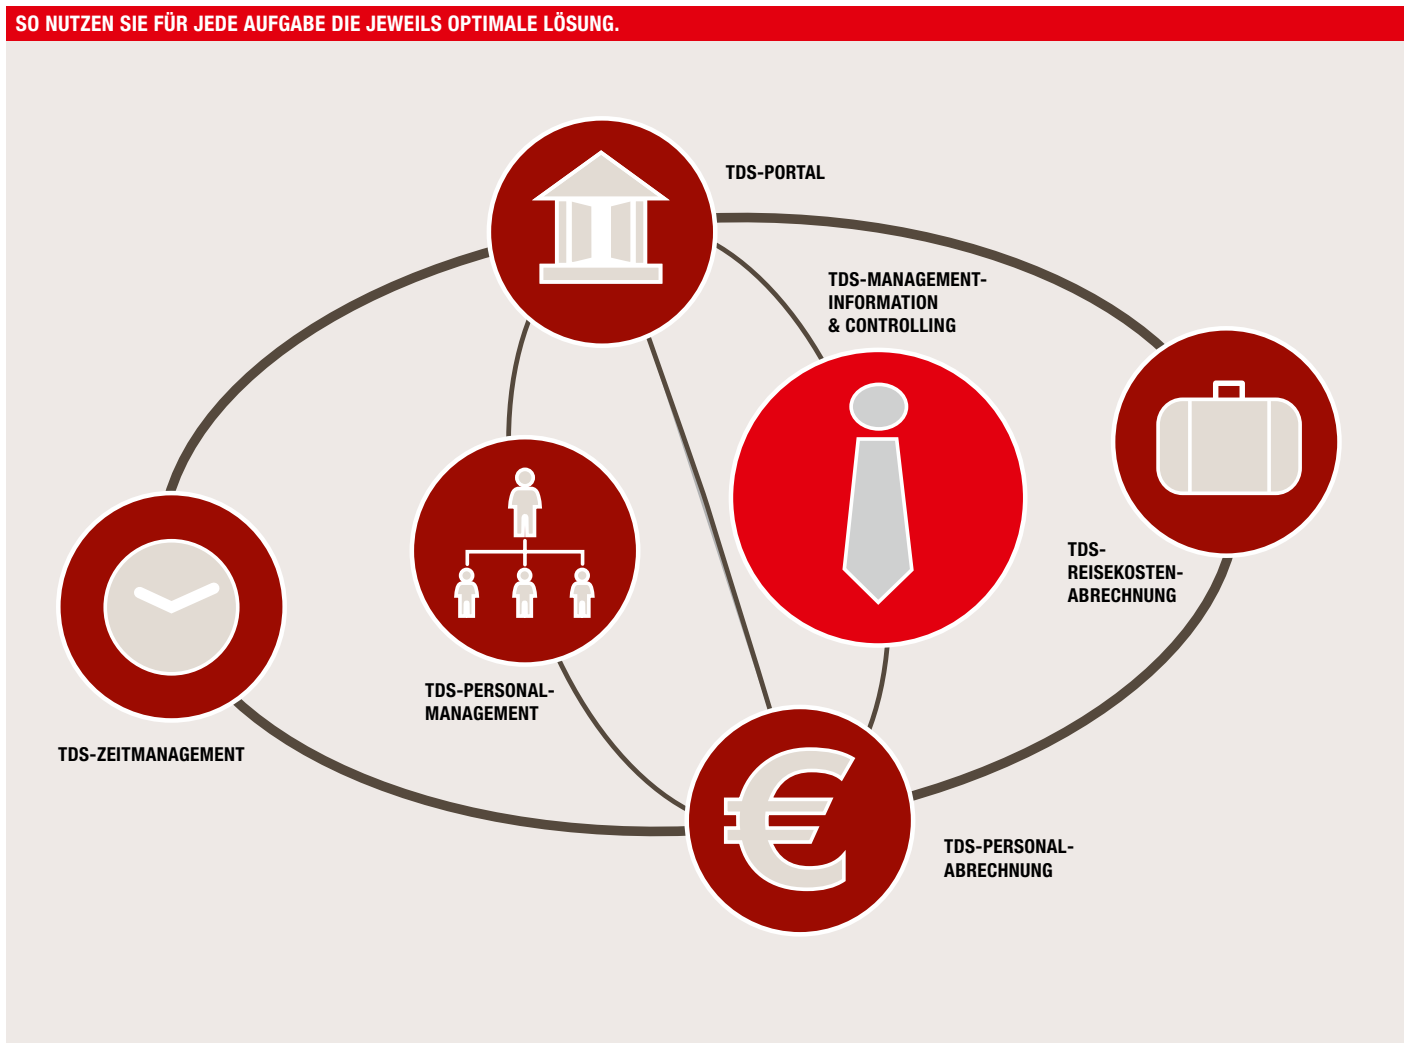 SO NUTZEN SIE FÜR JEDE AUFGABE DIE JEWEILS OPTIMALE LÖSUNG.
TDS-PORTAL
TDS-MANAGEMENT-
INFORMATION
& CONTROLLING
TDS-
REISEKOSTEN-
ABRECHNUNG
TDS-PERSONAL-
MANAGEMENT
TDS-ZEITMANAGEMENT
TDS-PERSONAL-
ABRECHNUNG